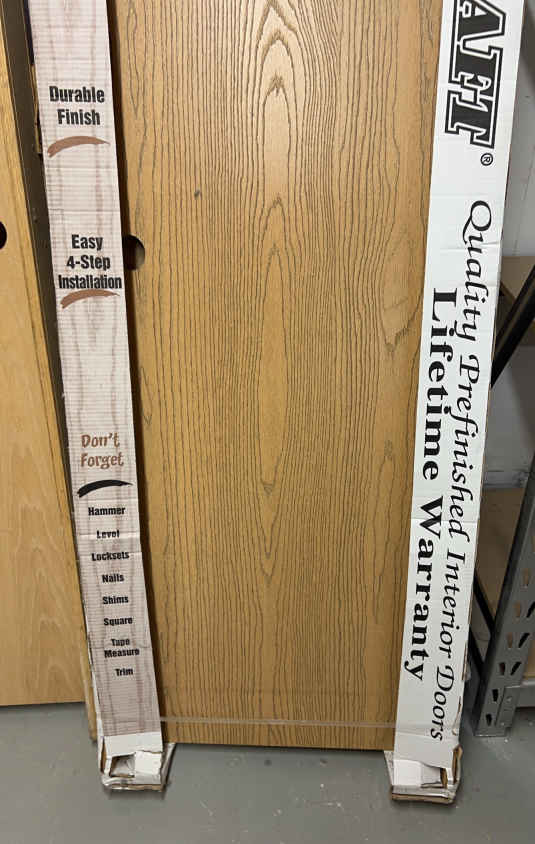 Durable
Finish
Easy
4-Step
Installation
Don't
Forget
Hammer
Level
Locksets
Nails
Shims
Square
Tape
Measure
Trim
AFT®
Quality Prefinished Interior Doors
Lifetime Warranty